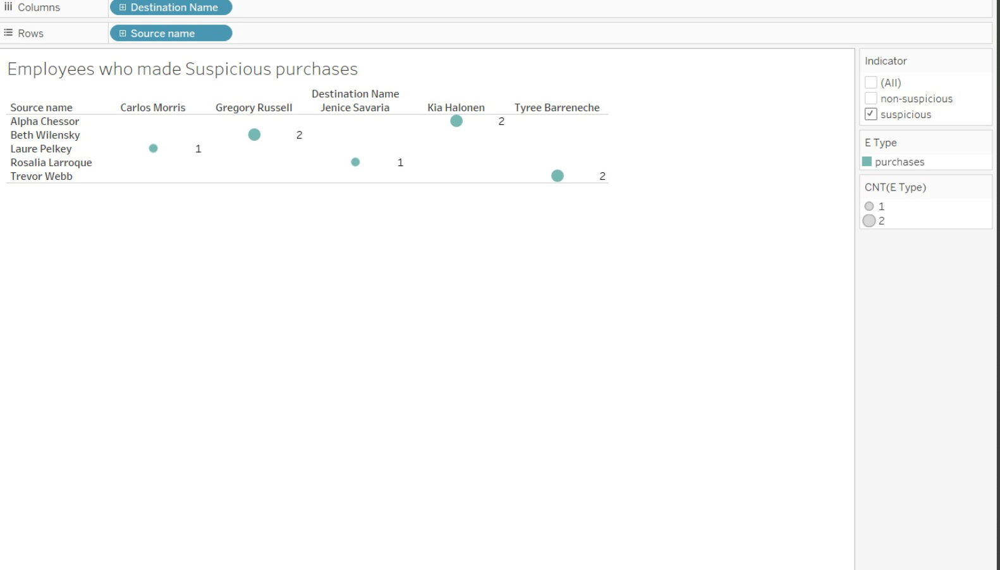 Columns
Destination Name
Rows
Source name
Employees who made Suspicious purchases
Destination Name
Source name Carlos Morris Gregory Russell Jenice Savaria Kia Halonen Tyree Barreneche
Alpha Chessor 2
Beth Wilensky 2
Laure Pelkey 1
Rosalia Larroque 1
Trevor Webb 2
Indicator
(All)
non-suspicious
suspicious
E Type
purchases
CNT(E Type)
1
2